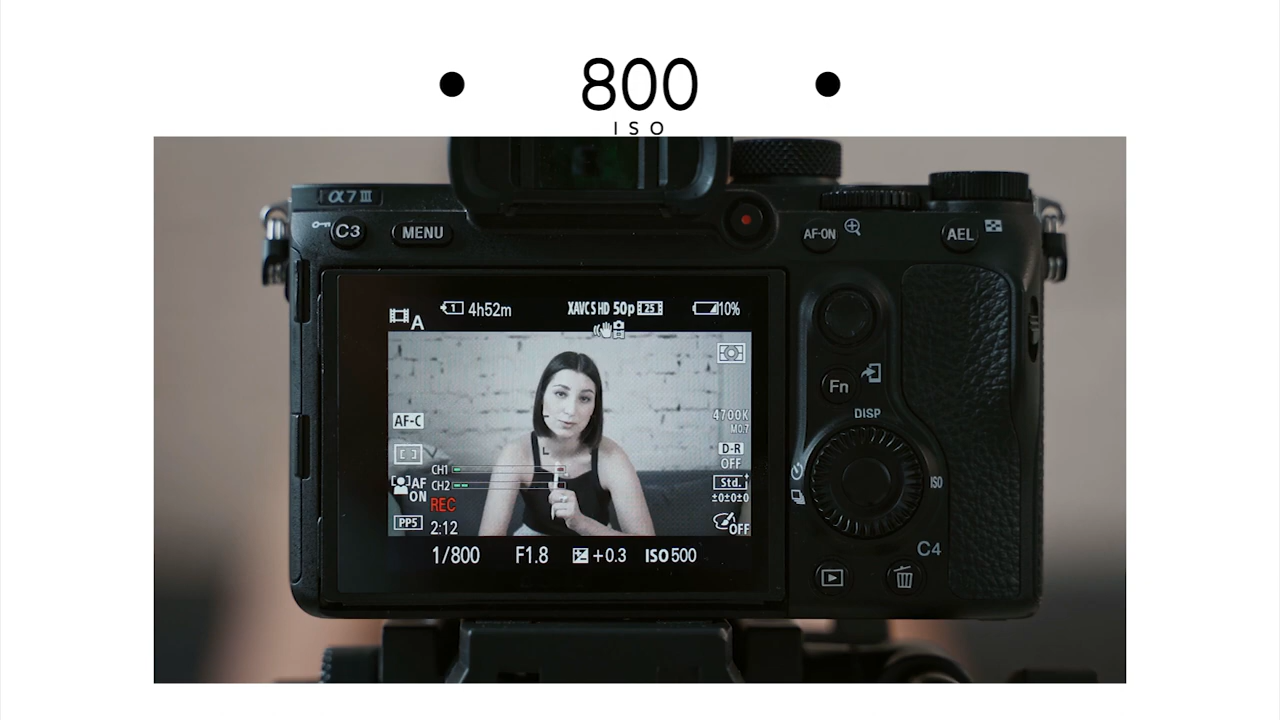 800
ISO
α7III
C3
MENU
AF-ON
AEL
1 4h52m
XAVC S HD 50p 25
10%
A
Fn
DISP
AF-C
4700K
M0.7
D-R
OFF
CH1
CH2
AF
ON
Std.
±0±0±0
ISO
REC
PP5
2:12
OFF
1/800
F1.8
+0.3
ISO 500
C4
L